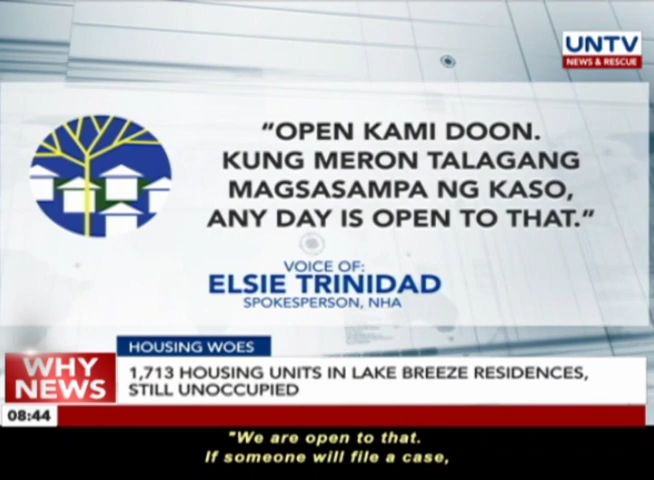 UNTV
NEWS & RESCUE
“OPEN KAMI DOON.
KUNG MERON TALAGANG
MAGSASAMPA NG KASO,
ANY DAY IS OPEN TO THAT.”
VOICE OF:
ELSIE TRINIDAD
SPOKESPERSON, NHA
HOUSING WOES
WHY
NEWS
1,713 HOUSING UNITS IN LAKE BREEZE RESIDENCES,
STILL UNOCCUPIED
08:44
"We are open to that.
If someone will file a case,